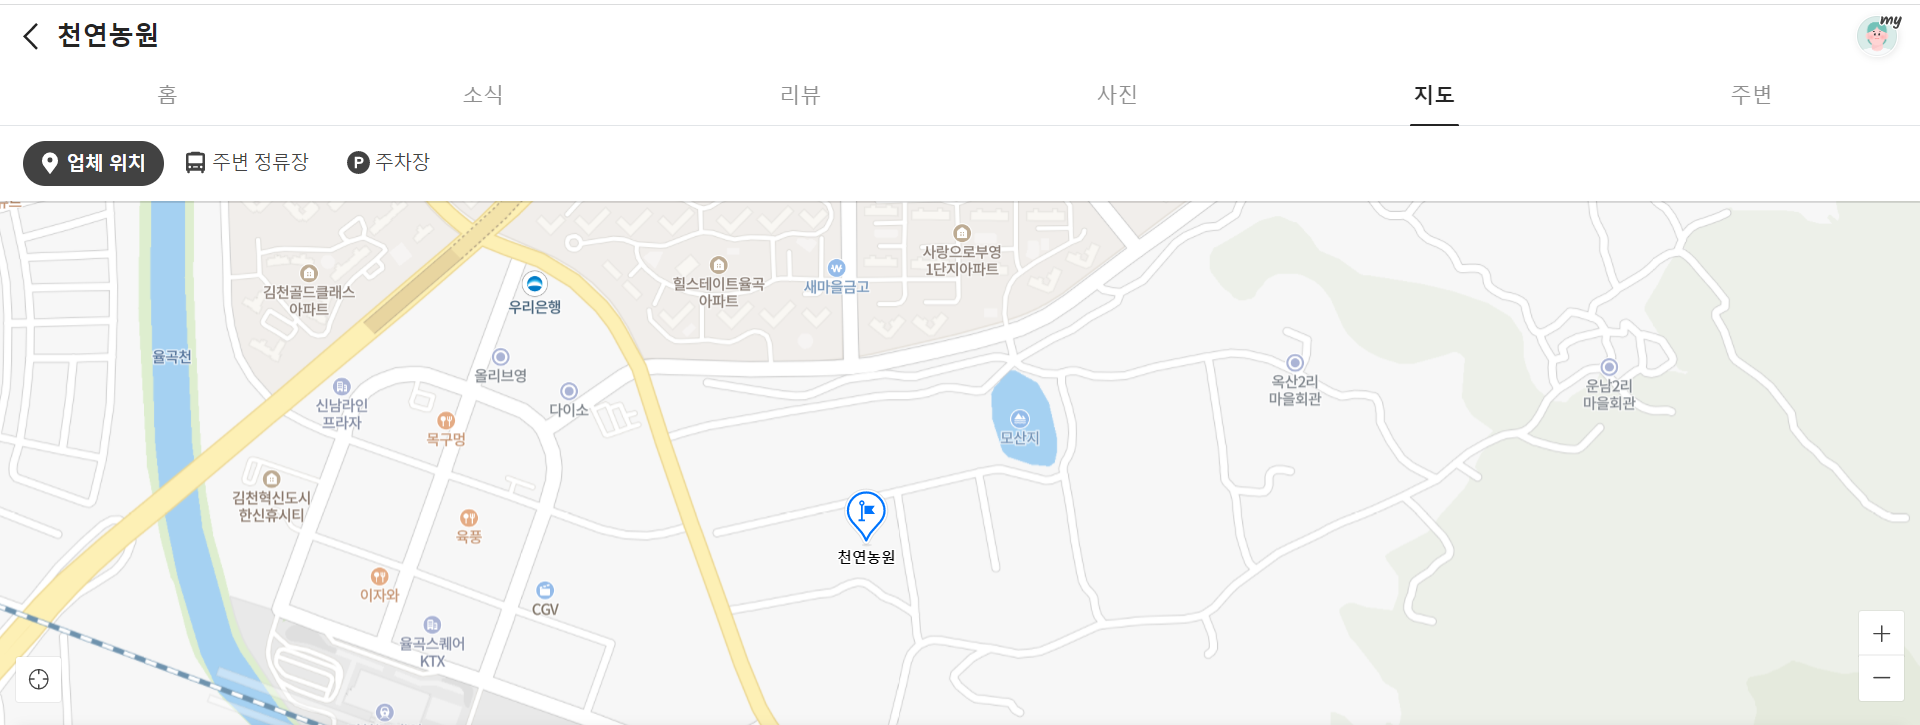 천연농원
my
홈
소식
리뷰
사진
지도
주변
업체 위치
주변 정류장
P 주차장
김천골드클래스
아파트
우리은행
힐스테이트율곡
아파트
새마을금고
사랑으로부영
1단지아파트
율곡천
올리브영
신남라인
프라자
다이소
목구멍
옥산2리
마을회관
운남2리
마을회관
모산지
김천혁신도시
한신휴시티
육풍
천연농원
이자와
CGV
율곡스퀘어
KTX